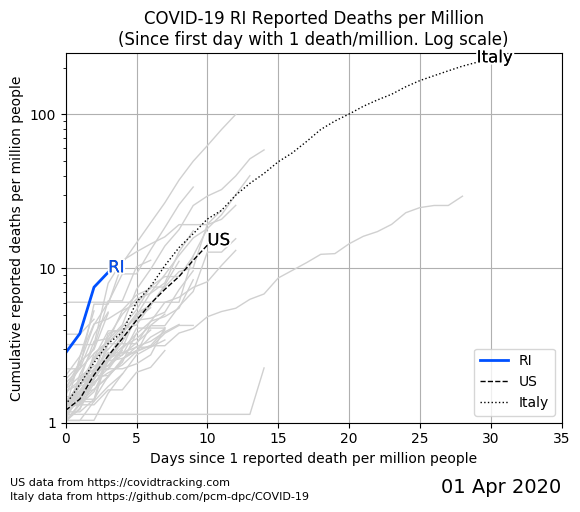 COVID-19 RI Reported Deaths per Million
(Since first day with 1 death/million. Log scale)
Cumulative reported deaths per million people
100
10
1
Italy
US
RI
RI
US
Italy
0 5 10 15 20 25 30 35
Days since 1 reported death per million people
US data from https://covidtracking.com
Italy data from https://github.com/pcm-dpc/COVID-19
01 Apr 2020